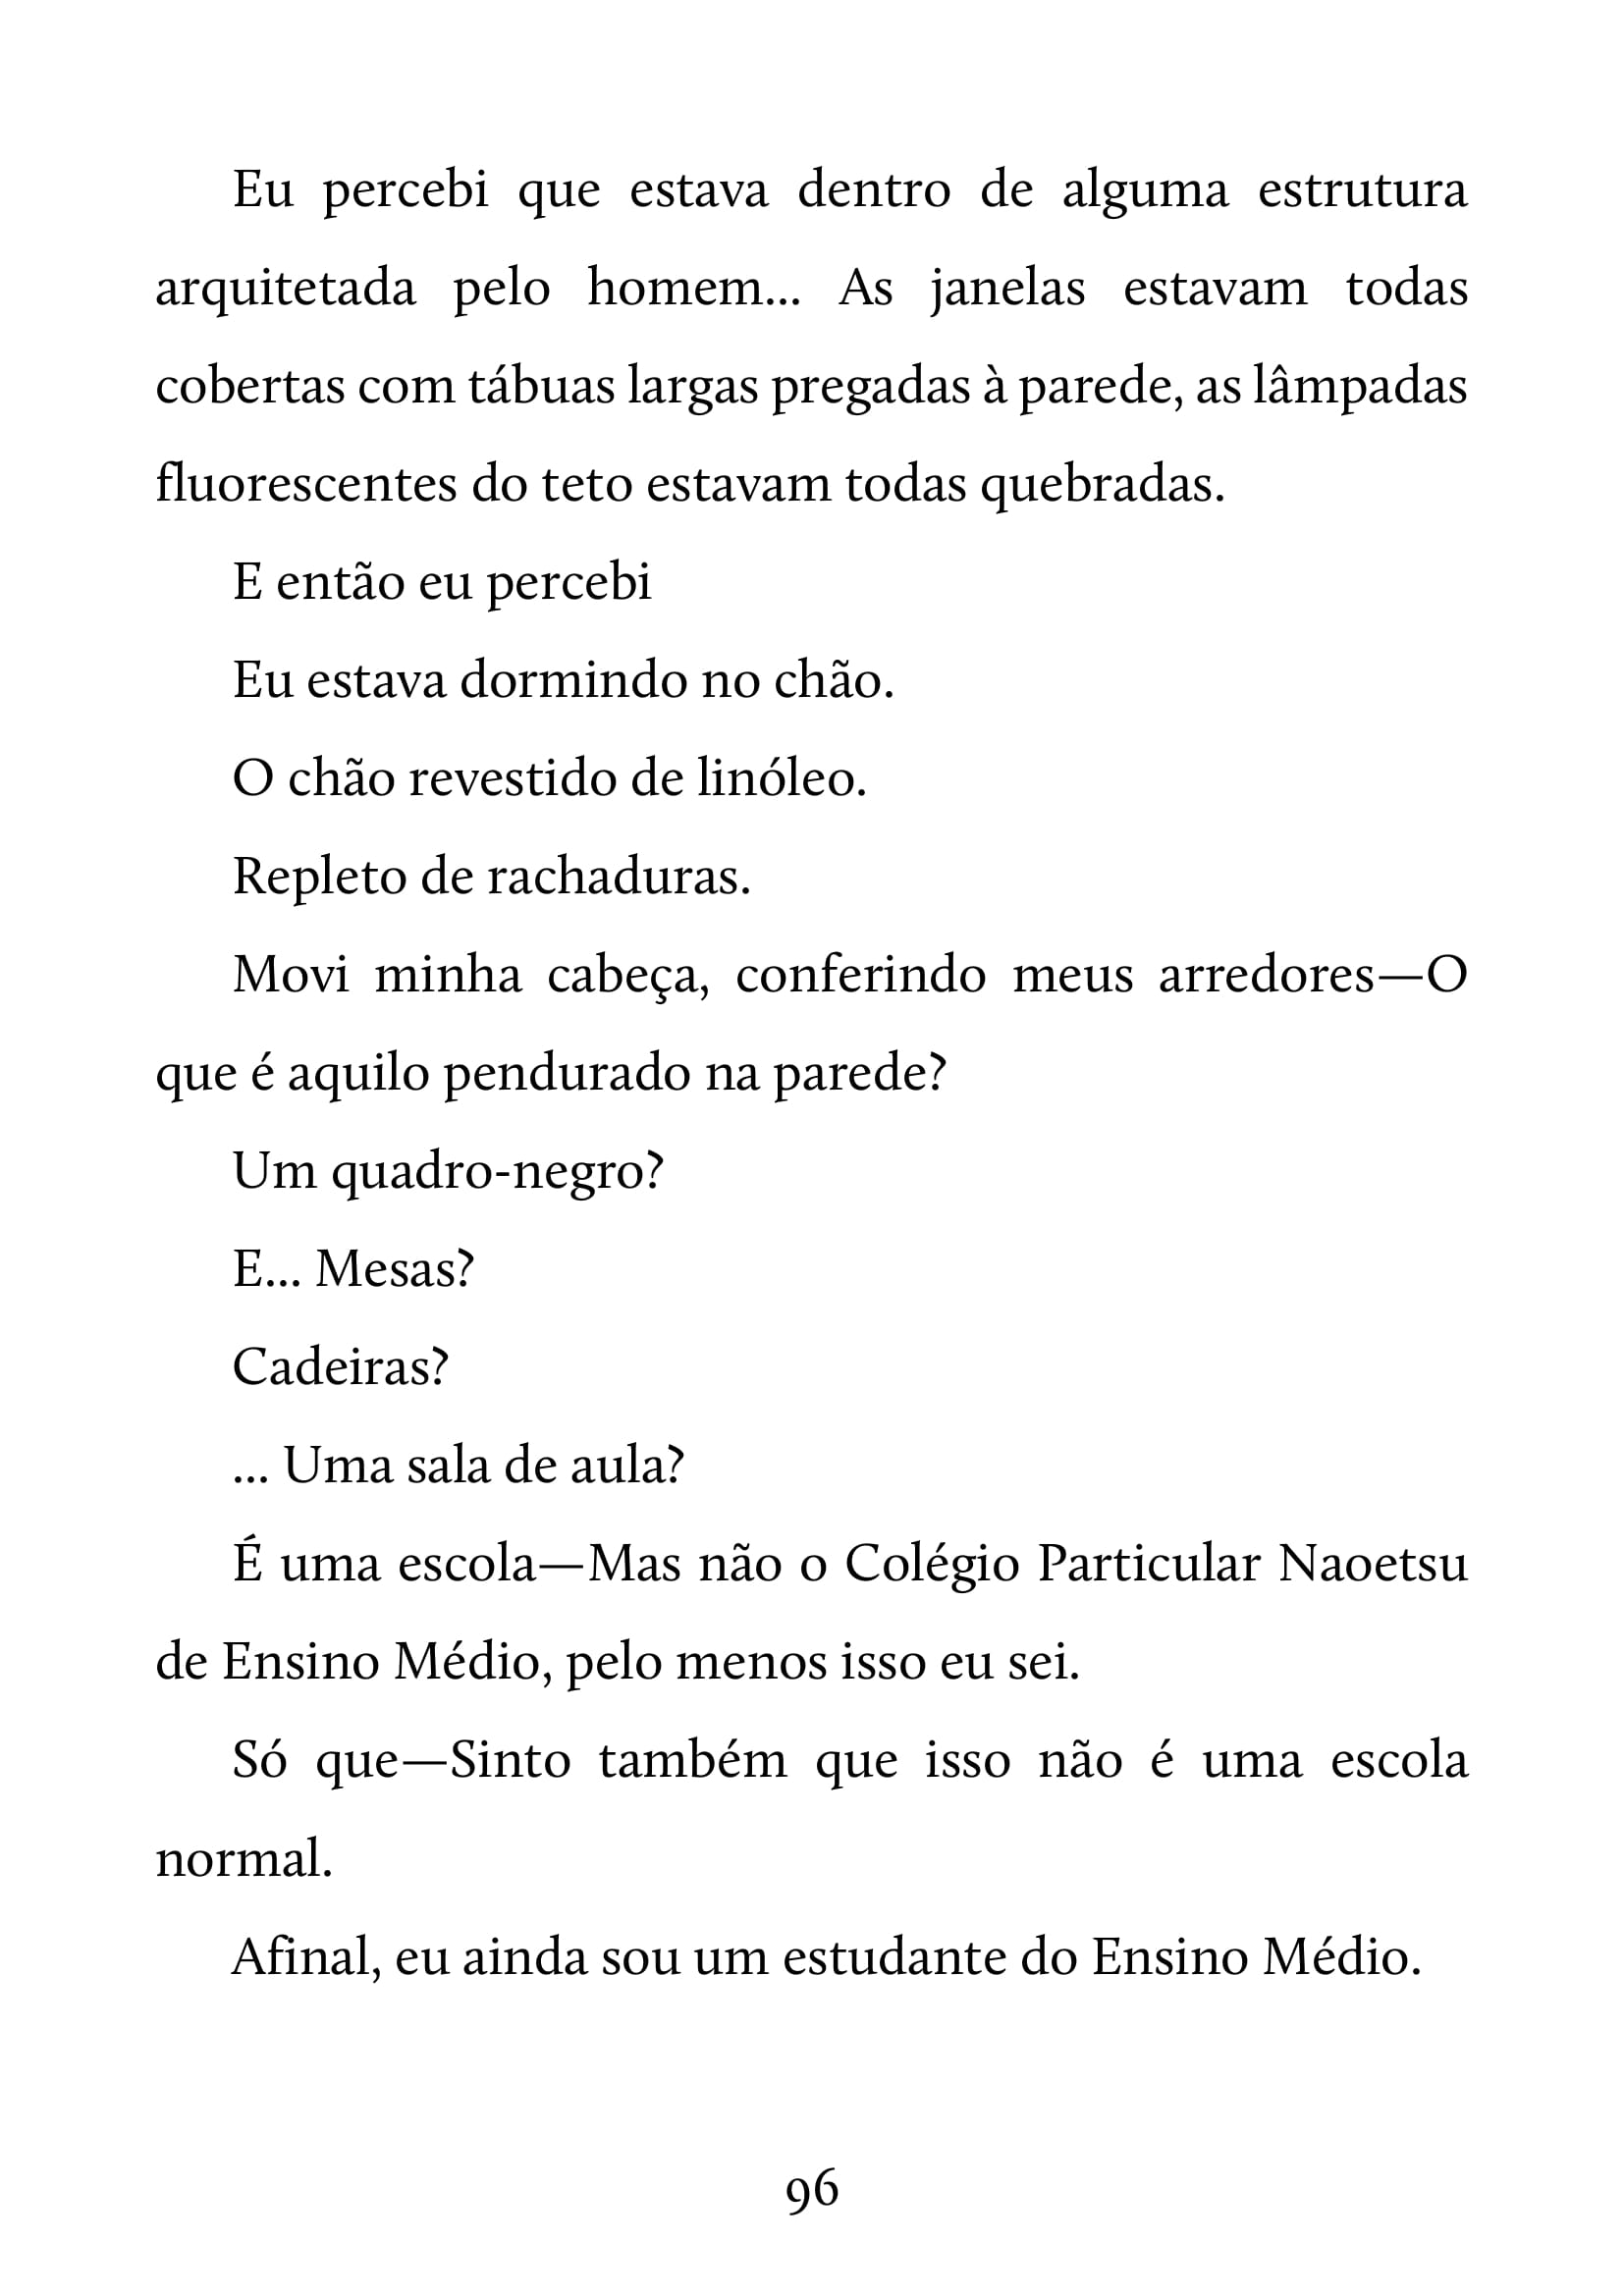 Eu percebi que estava dentro de alguma estrutura
arquitetada pelo homem... As janelas estavam todas
cobertas com tábuas largas pregadas à parede, as lâmpadas
fluorescentes do teto estavam todas quebradas.
E então eu percebi
Eu estava dormindo no chão.
O chão revestido de linóleo.
Repleto de rachaduras.
Movi minha cabeça, conferindo meus arredores—O
que é aquilo pendurado na parede?
Um quadro-negro?
E... Mesas?
Cadeiras?
... Uma sala de aula?
É uma escola—Mas não o Colégio Particular Naoetsu
de Ensino Médio, pelo menos isso eu sei.
Só que—Sinto também que isso não é uma escola
normal.
Afinal, eu ainda sou um estudante do Ensino Médio.
96